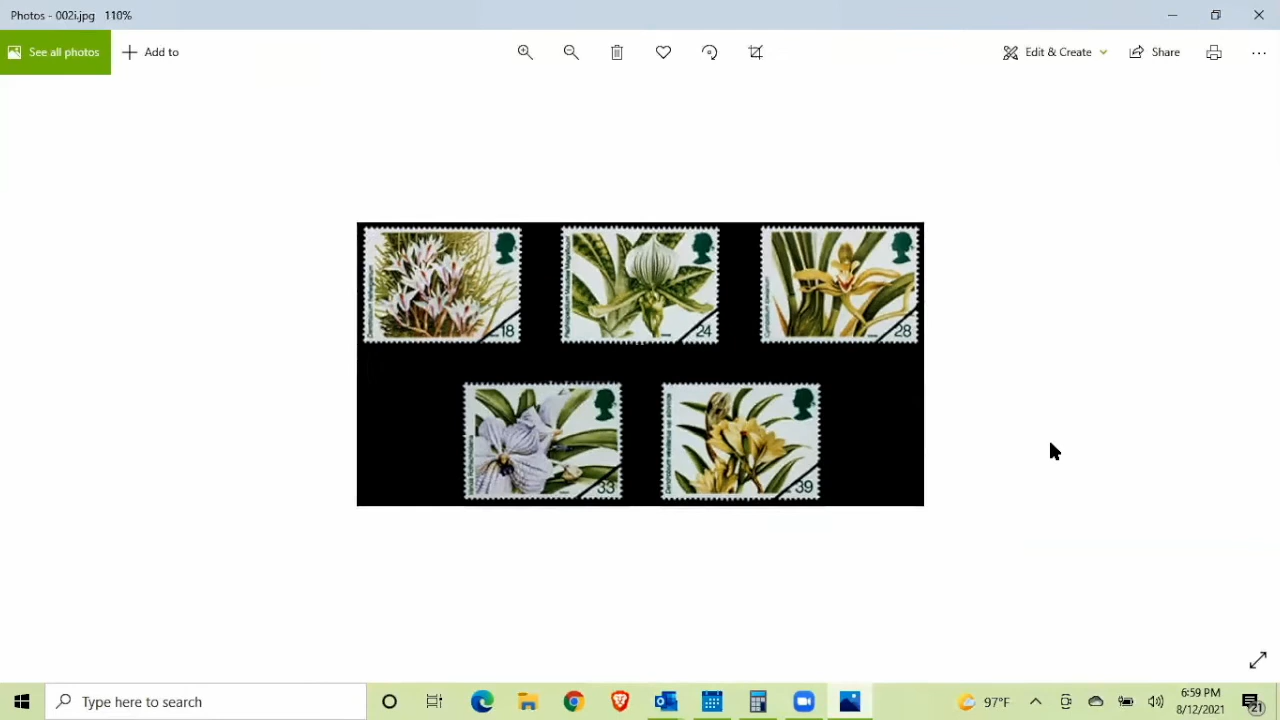 Photos - 002i.jpg 110%
See all photos
Add to
Edit & Create
Share
18
24
28
33
39
Type here to search
97°F
6:59 PM
8/12/2021
21